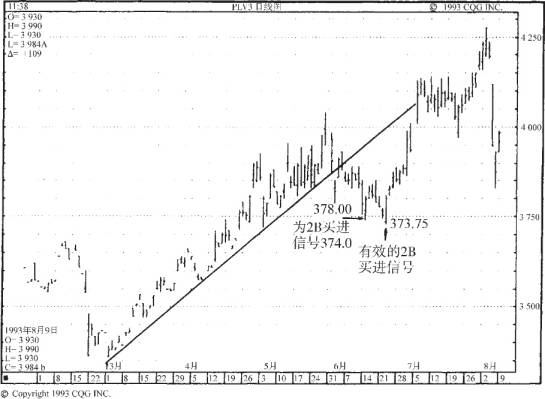 11:38 PLV3 日线图 © 1993 CQG INC.
O= 3 930
H= 3 990
L= 3 930
L= 3 984A
Δ= +109
4 250
4 000
3 750
3 500
378.00
为2B买进
信号374.0
373.75
有效的2B
买进信号
1993年8月9日
O= 3 930
H= 3 990
L= 3 930
C= 3 984 b
3月 4月 5月 6月 7月 8月
1 8 15 22 1 8 15 22 29 5 12 19 26 3 10 17 24 31 7 14 21 28 5 12 19 26 2 9
© Copyright 1993 CQG INC.